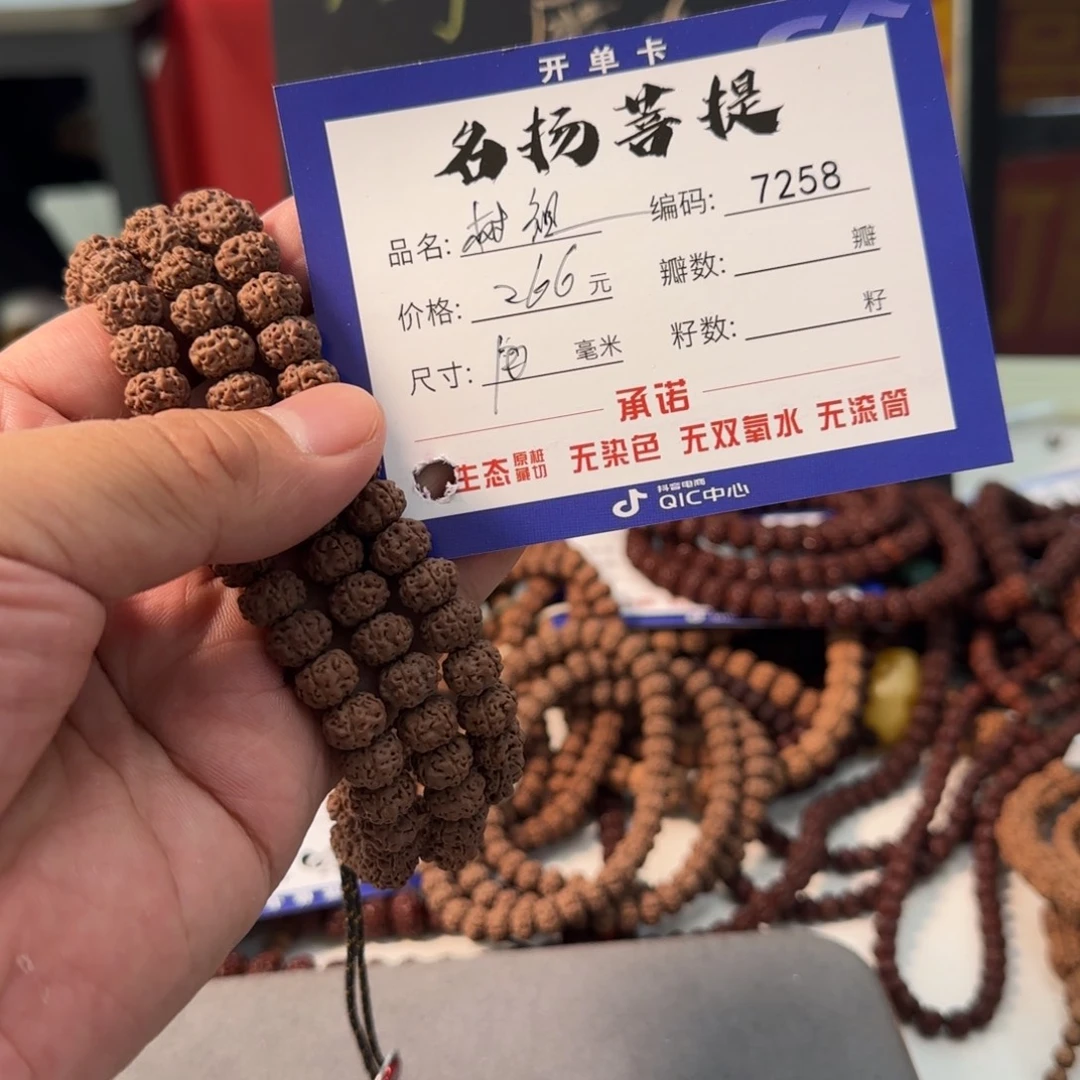 开单卡
名扬菩提
品名: 树祖 编码: 7258
价格: 266 元 瓣数: 瓣
尺寸: 毫米 籽数: 籽
承诺
生态 原桩藏切 无染色 无双氧水 无滚筒
抖音电商
QIC中心